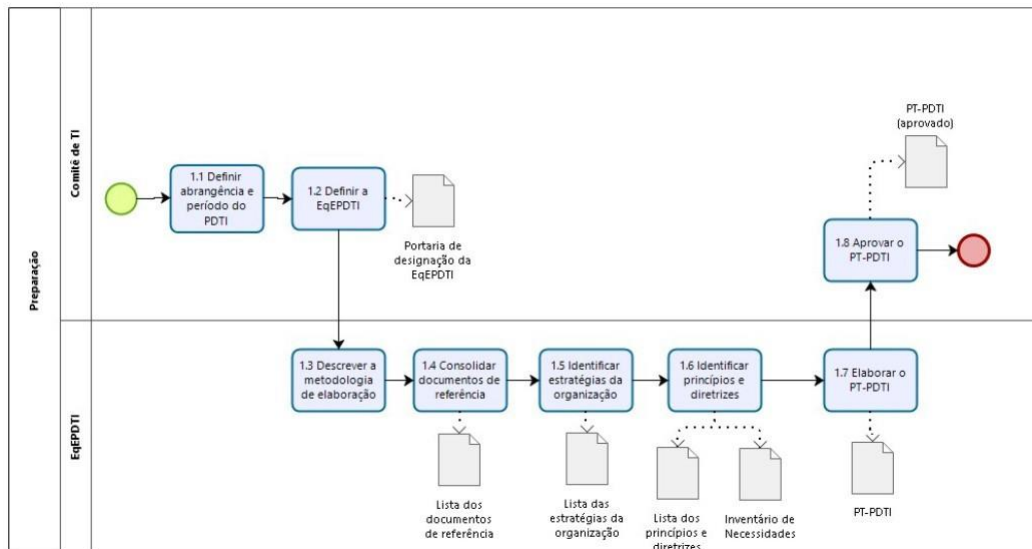 Preparação
Comitê de TI
1.1 Definir
abrangência e
período do
PDTI
1.2 Definir a
EqEPDTI
Portaria de
designação da
EqEPDTI
PT-PDTI
(aprovado)
1.8 Aprovar o
PT-PDTI
EqEPDTI
1.3 Descrever a
metodologia
de elaboração
1.4 Consolidar
documentos de
referência
Lista dos
documentos
de referência
1.5 Identificar
estratégias da
organização
Lista das
estratégias da
organização
1.6 Identificar
princípios e
diretrizes
Lista dos
princípios e
diretrizes
Inventário de
Necessidades
1.7 Elaborar o
PT-PDTI
PT-PDTI